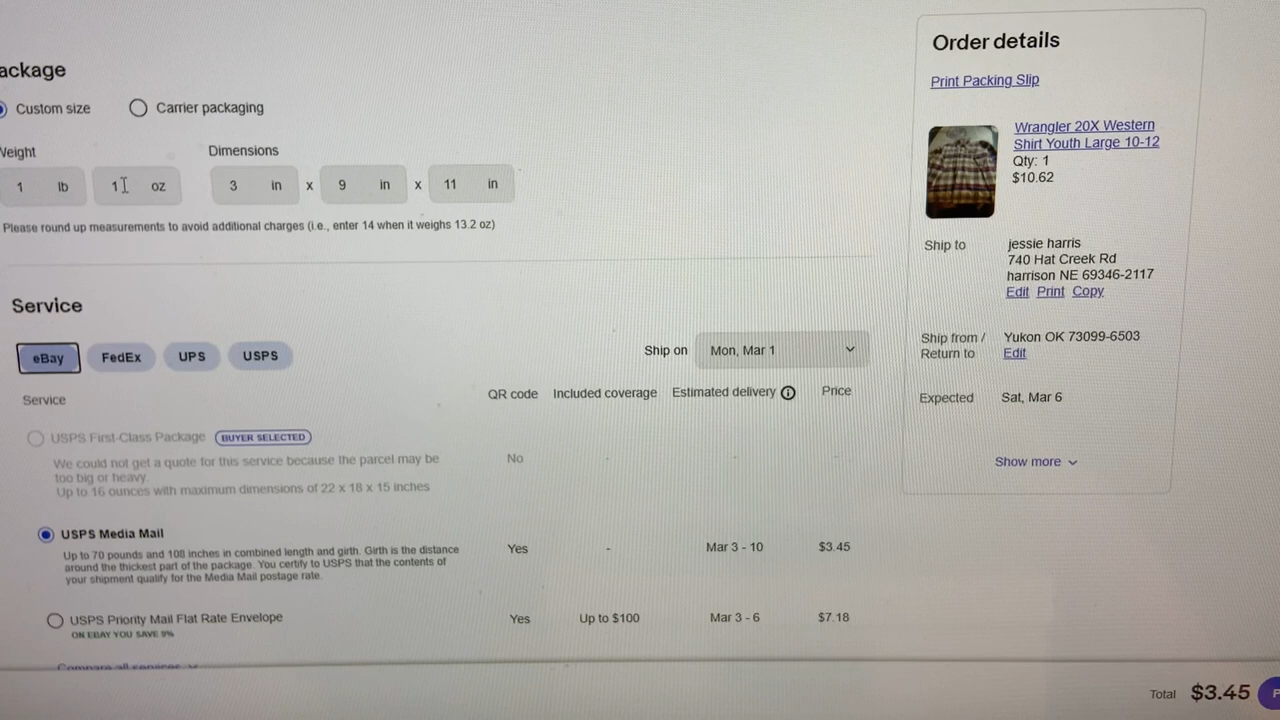 ackage
Custom size
Carrier packaging
Weight
Dimensions
1 lb
1 oz
3 in x 9 in x 11 in
Please round up measurements to avoid additional charges (i.e., enter 14 when it weighs 13.2 oz)
Service
eBay
FedEx
UPS
USPS
Ship on
Mon, Mar 1
Service
QR code
Included coverage
Estimated delivery
Price
USPS First-Class Package BUYER SELECTED
We could not get a quote for this service because the parcel may be
too big or heavy.
Up to 16 ounces with maximum dimensions of 22 x 18 x 15 inches
No - - -
USPS Media Mail
Up to 70 pounds and 108 inches in combined length and girth. Girth is the distance
around the thickest part of the package. You certify to USPS that the contents of
your shipment qualify for the Media Mail postage rate.
Yes - Mar 3 - 10 $3.45
USPS Priority Mail Flat Rate Envelope
ON EBAY YOU SAVE 9%
Yes Up to $100 Mar 3 - 6 $7.18
Compare all services
Order details
Print Packing Slip
Wrangler 20X Western
Shirt Youth Large 10-12
Qty: 1
$10.62
Ship to
jessie harris
740 Hat Creek Rd
harrison NE 69346-2117
Edit Print Copy
Ship from /
Return to
Yukon OK 73099-6503
Edit
Expected
Sat, Mar 6
Show more
Total $3.45
P